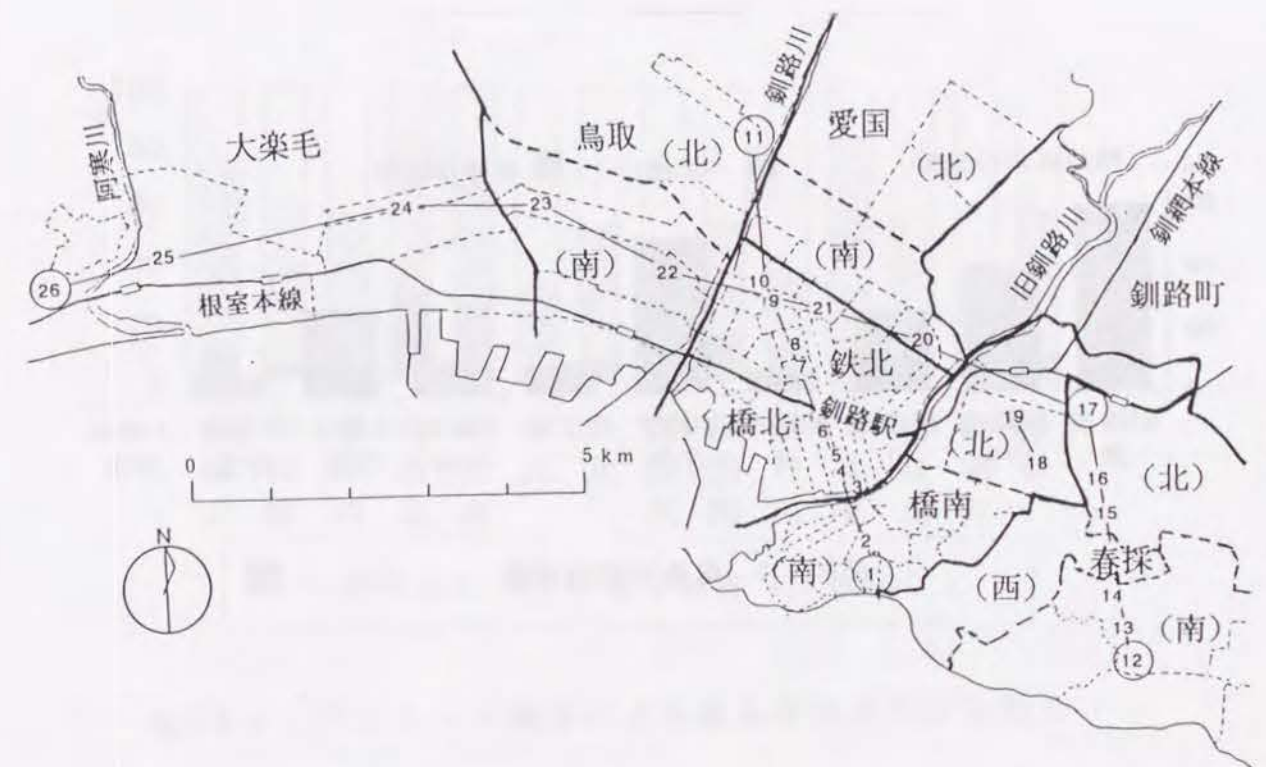 釧路川
阿寒川
大楽毛
鳥取
(北)
11
愛国
(北)
旧釧路川
釧網本線
釧路町
24
23
25
26
根室本線
(南)
22
(南)
10
9
21
20
8
7
鉄北
釧路駅
橋北
6
5
4
3
0
5 km
19
(北)
18
17
16
15
(北)
橋南
N
2
1
(南)
(西)
春採
14
13
12
(南)